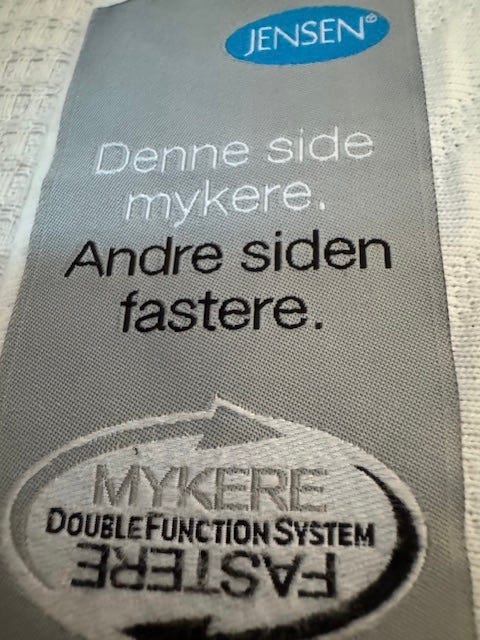 JENSEN®
Denne side
mykere.
Andre siden
fastere.
MYKERE
DOUBLEFUNCTION SYSTEM
FASTERE